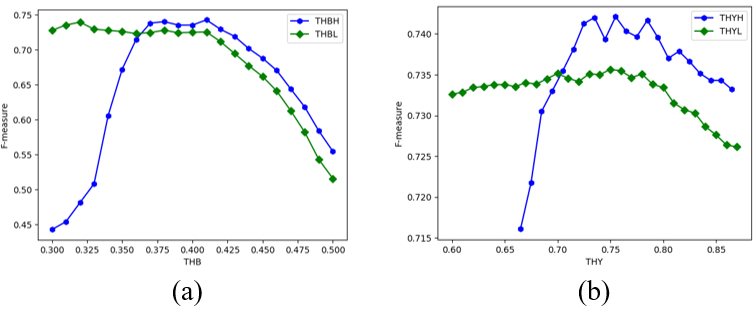 THBH
THBL
0.75
0.70
0.65
0.60
0.55
0.50
0.45
F-measure
0.300 0.325 0.350 0.375 0.400 0.425 0.450 0.475 0.500
THB
(a)
THYH
THYL
0.740
0.735
0.730
0.725
0.720
0.715
F-measure
0.60 0.65 0.70 0.75 0.80 0.85
THY
(b)